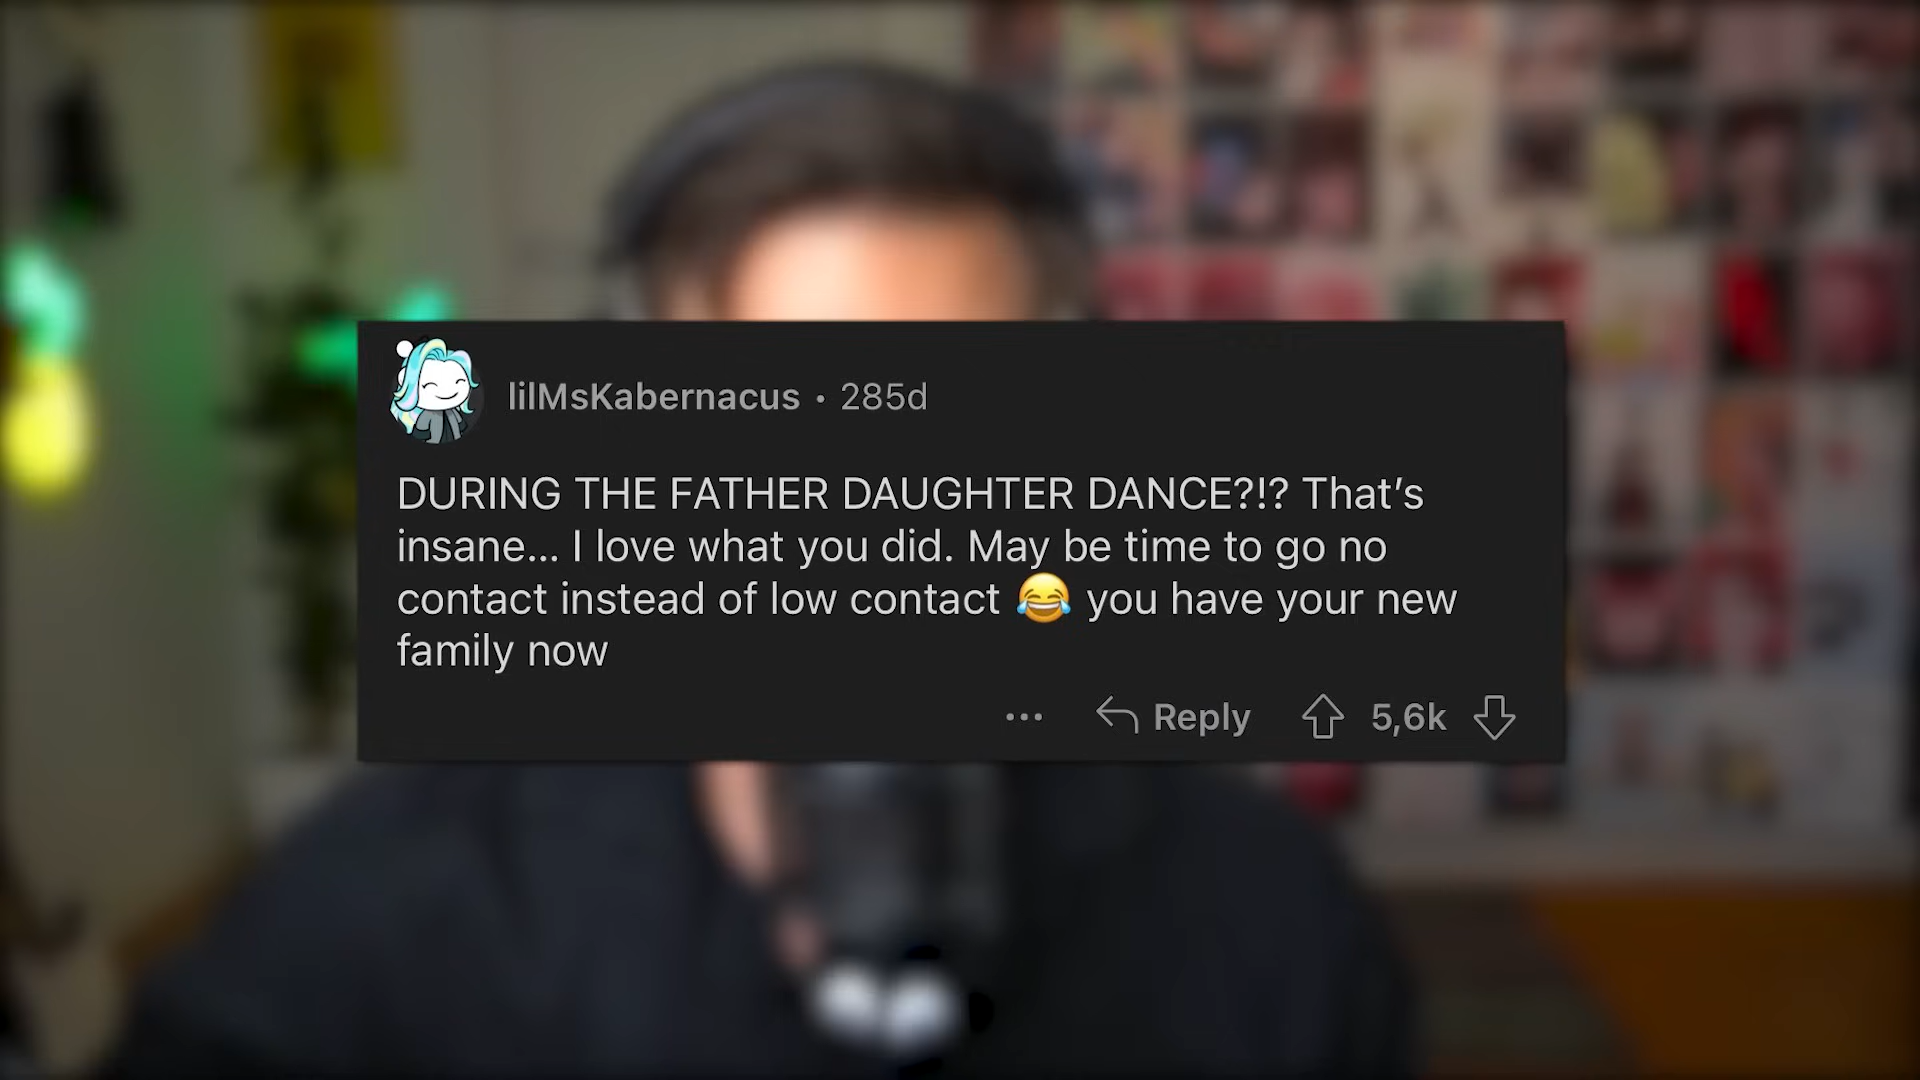 lilMsKabernacus • 285d
DURING THE FATHER DAUGHTER DANCE?!? That's
insane... I love what you did. May be time to go no
contact instead of low contact 😂 you have your new
family now
... Reply 5,6k